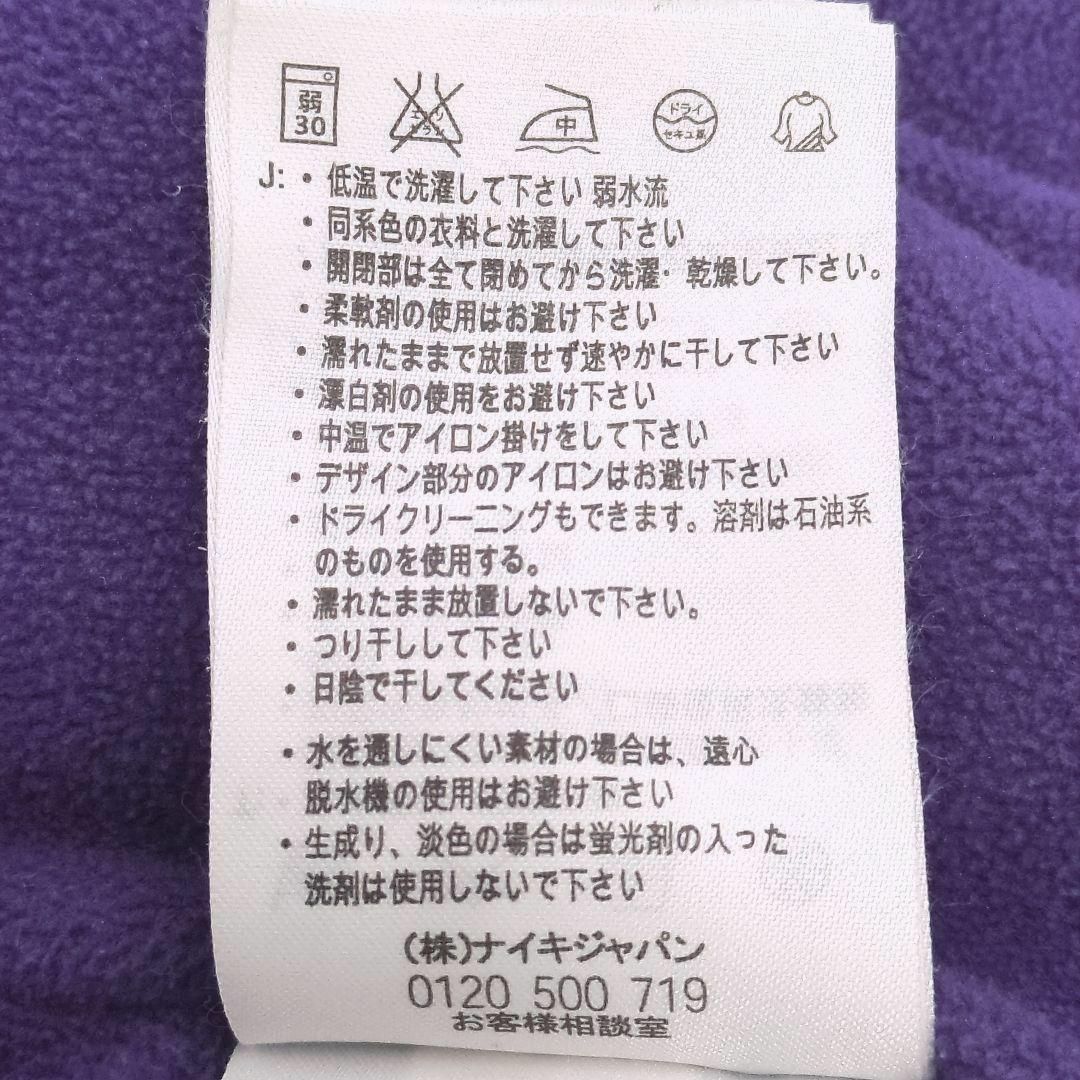 弱
30
エンソ
サラシ
中
ドライ
セキユ系
J: ・低温で洗濯して下さい 弱水流
・同系色の衣料と洗濯して下さい
・開閉部は全て閉めてから洗濯・乾燥して下さい。
・柔軟剤の使用はお避け下さい
・濡れたままで放置せず速やかに干して下さい
・漂白剤の使用をお避け下さい
・中温でアイロン掛けをして下さい
・デザイン部分のアイロンはお避け下さい
・ドライクリーニングもできます。溶剤は石油系
のものを使用する。
・濡れたまま放置しないで下さい。
・つり干しして下さい
・日陰で干してください
・水を通しにくい素材の場合は、遠心
脱水機の使用はお避け下さい
・生成り、淡色の場合は蛍光剤の入った
洗剤は使用しないで下さい
(株)ナイキジャパン
0120 500 719
お客様相談室